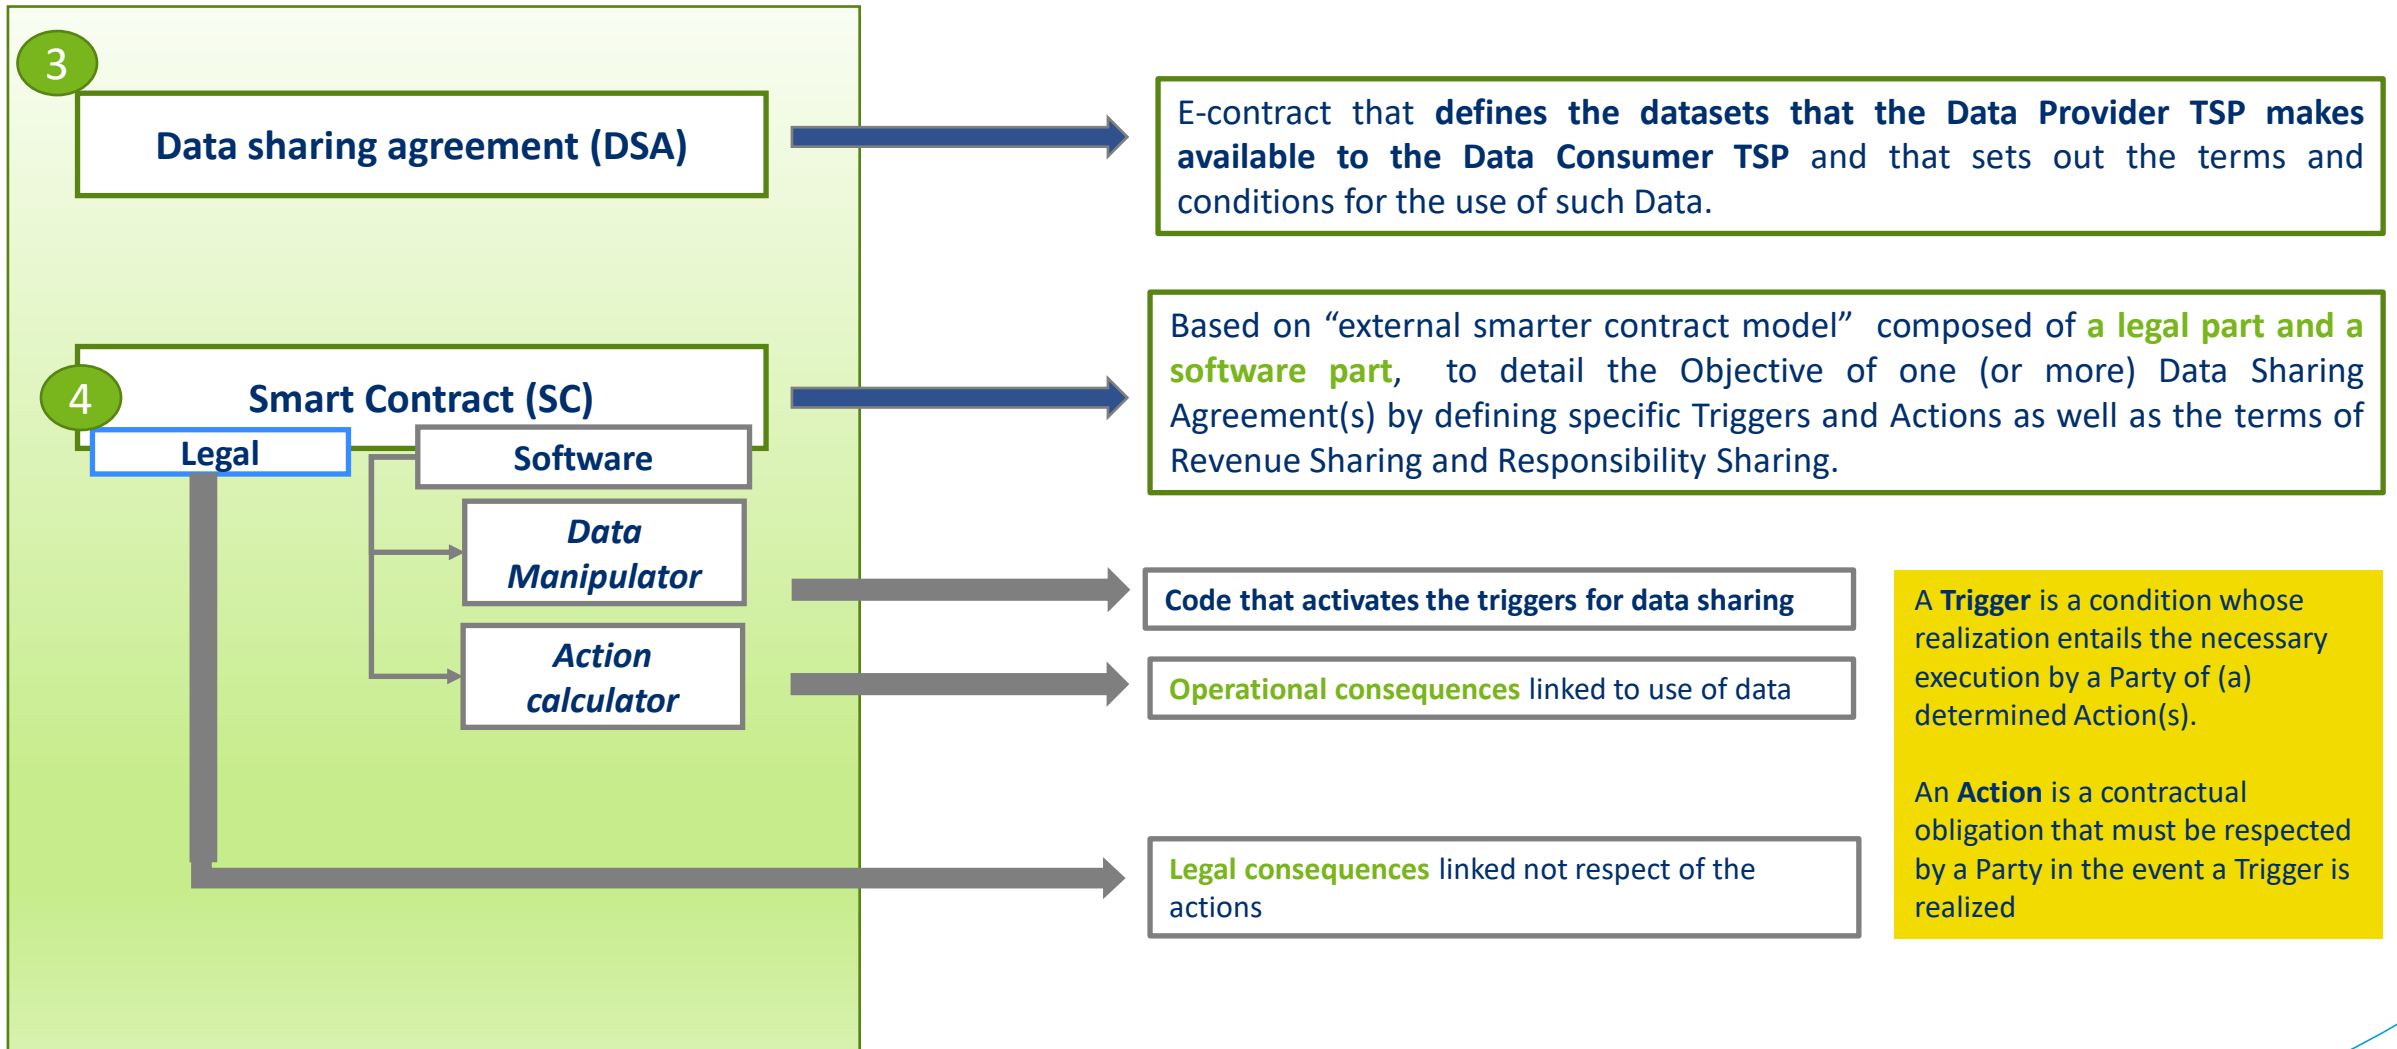 3
Data sharing agreement (DSA)
E-contract that defines the datasets that the Data Provider TSP makes
available to the Data Consumer TSP and that sets out the terms and
conditions for the use of such Data.
4
Smart Contract (SC)
Legal
Software
Based on “external smarter contract model” composed of a legal part and a
software part, to detail the Objective of one (or more) Data Sharing
Agreement(s) by defining specific Triggers and Actions as well as the terms of
Revenue Sharing and Responsibility Sharing.
Data
Manipulator
Code that activates the triggers for data sharing
Action
calculator
Operational consequences linked to use of data
Legal consequences linked not respect of the
actions
A Trigger is a condition whose
realization entails the necessary
execution by a Party of (a)
determined Action(s).
An Action is a contractual
obligation that must be respected
by a Party in the event a Trigger is
realized